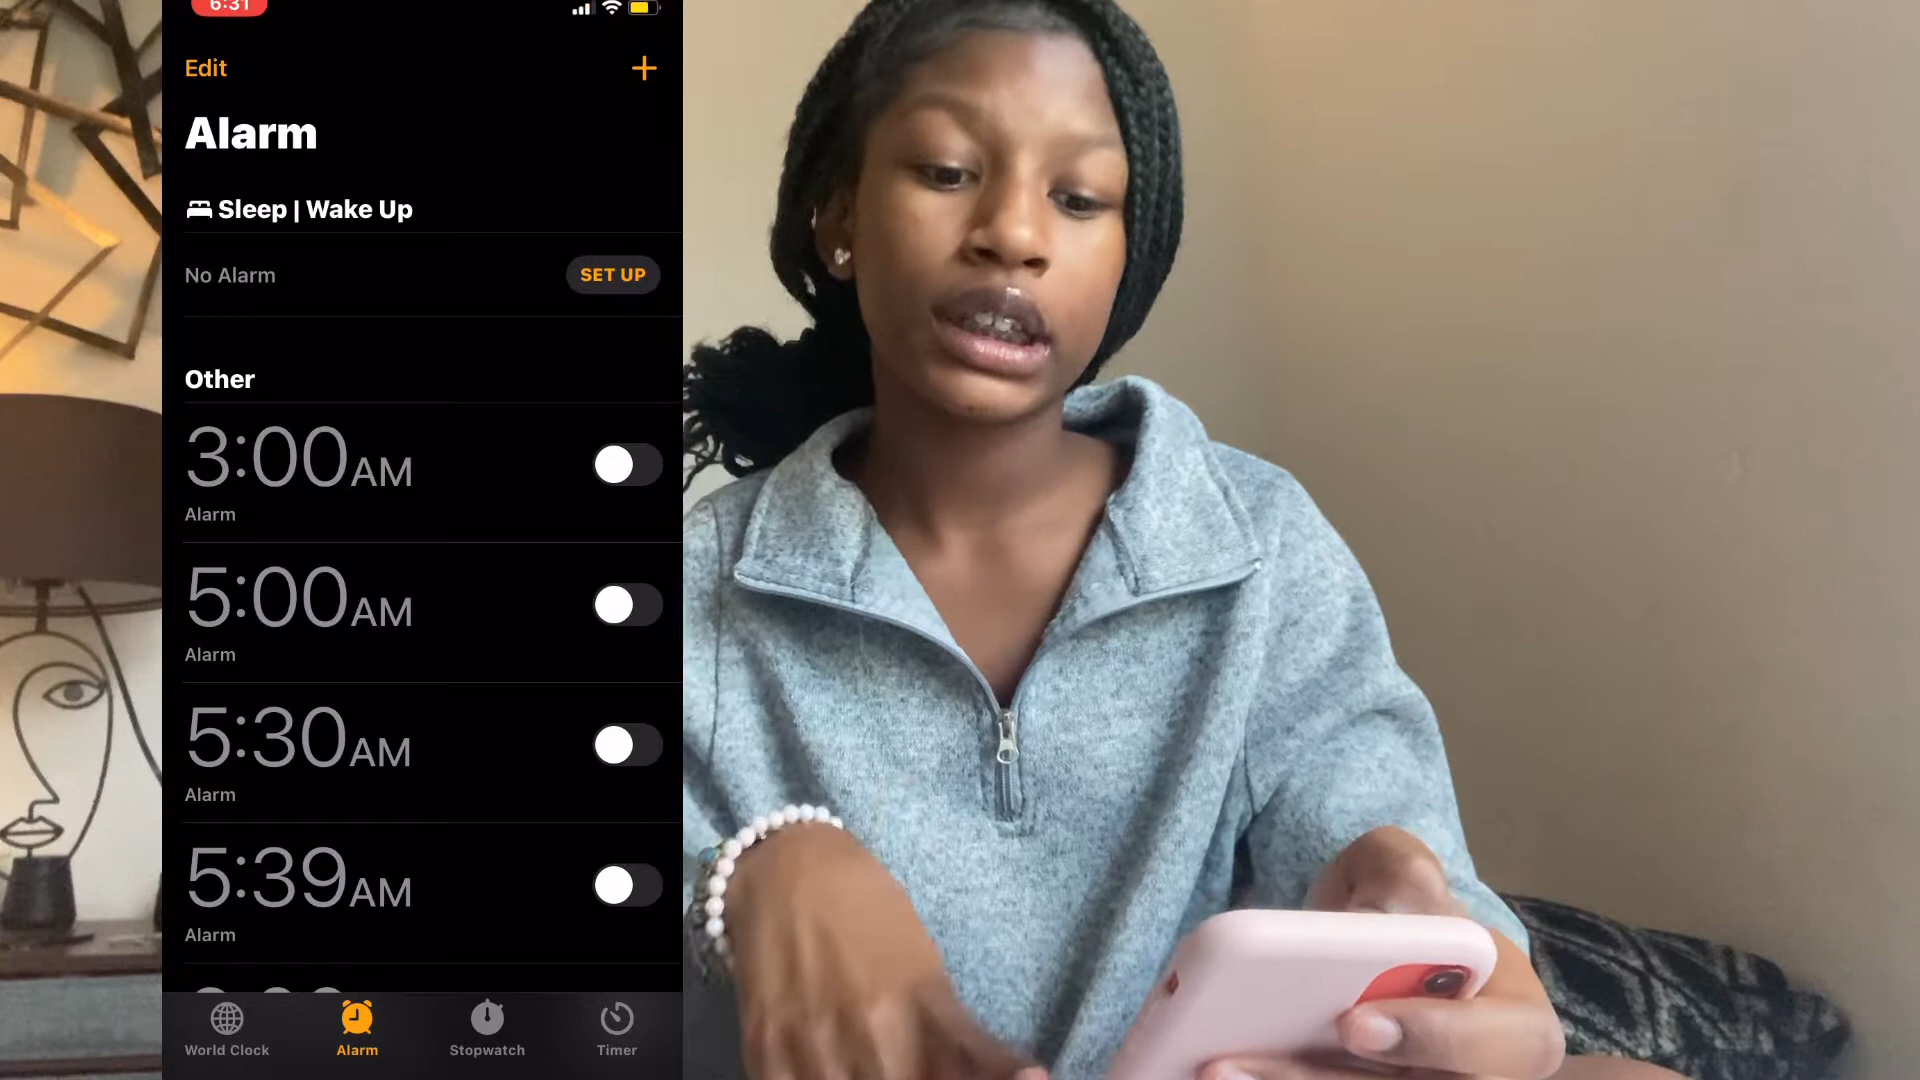 6:31
Edit
Alarm
Sleep | Wake Up
No Alarm
SET UP
Other
3:00AM
Alarm
5:00AM
Alarm
5:30AM
Alarm
5:39AM
Alarm
World Clock
Alarm
Stopwatch
Timer